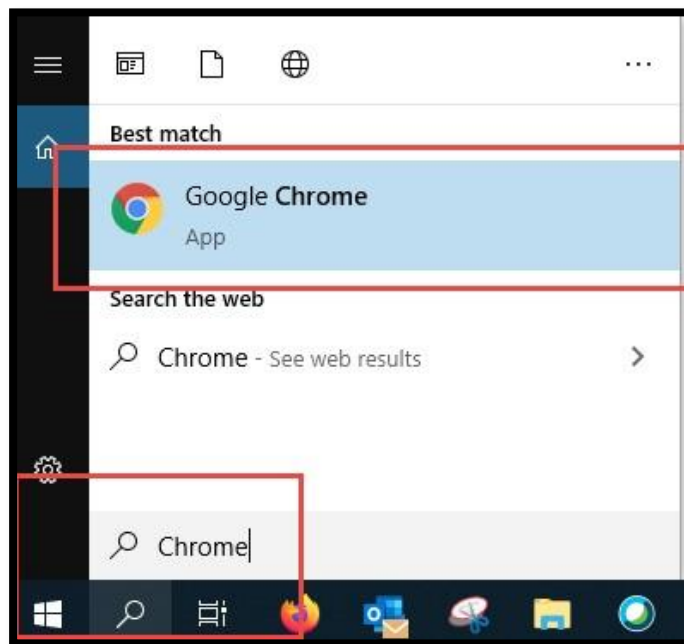 Best match
Google Chrome
App
Search the web
Chrome - See web results
Chrome